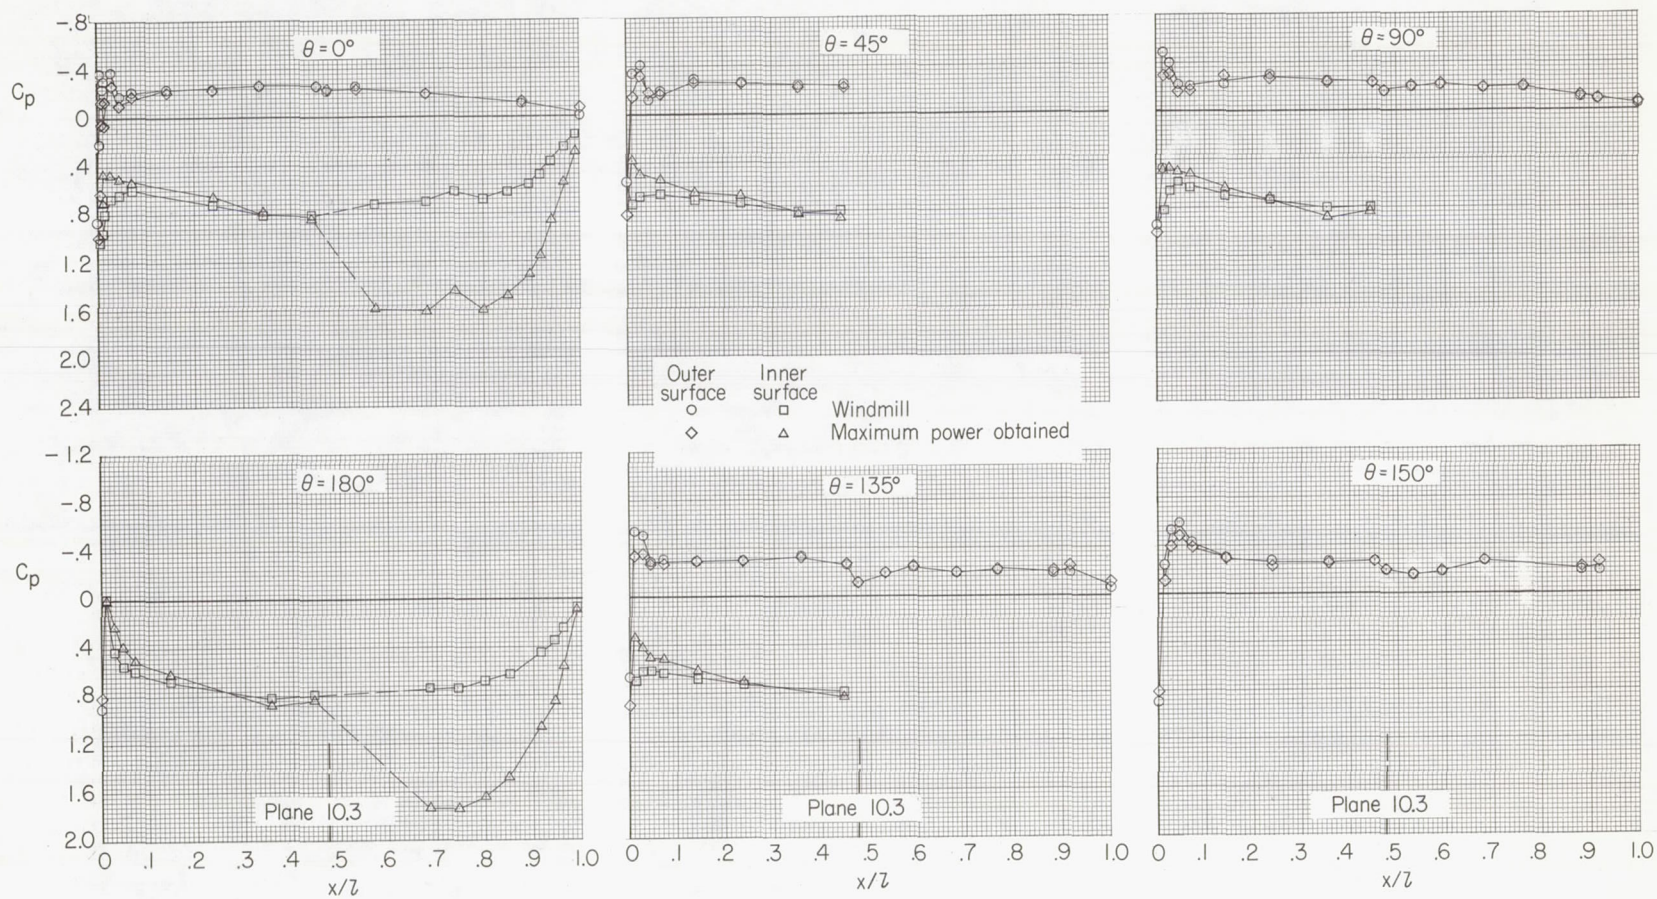 θ=0°
θ=45°
θ=90°
-.8
-.4
Cp
0
.4
.8
1.2
1.6
2.0
2.4
Outer surface
Inner surface
Windmill
Maximum power obtained
θ=180°
θ=135°
θ=150°
-1.2
-.8
-.4
Cp
0
.4
.8
1.2
1.6
2.0
Plane 10.3
Plane 10.3
Plane 10.3
0 .1 .2 .3 .4 .5 .6 .7 .8 .9 1.0
0 .1 .2 .3 .4 .5 .6 .7 .8 .9 1.0
0 .1 .2 .3 .4 .5 .6 .7 .8 .9 1.0
x/l
x/l
x/l